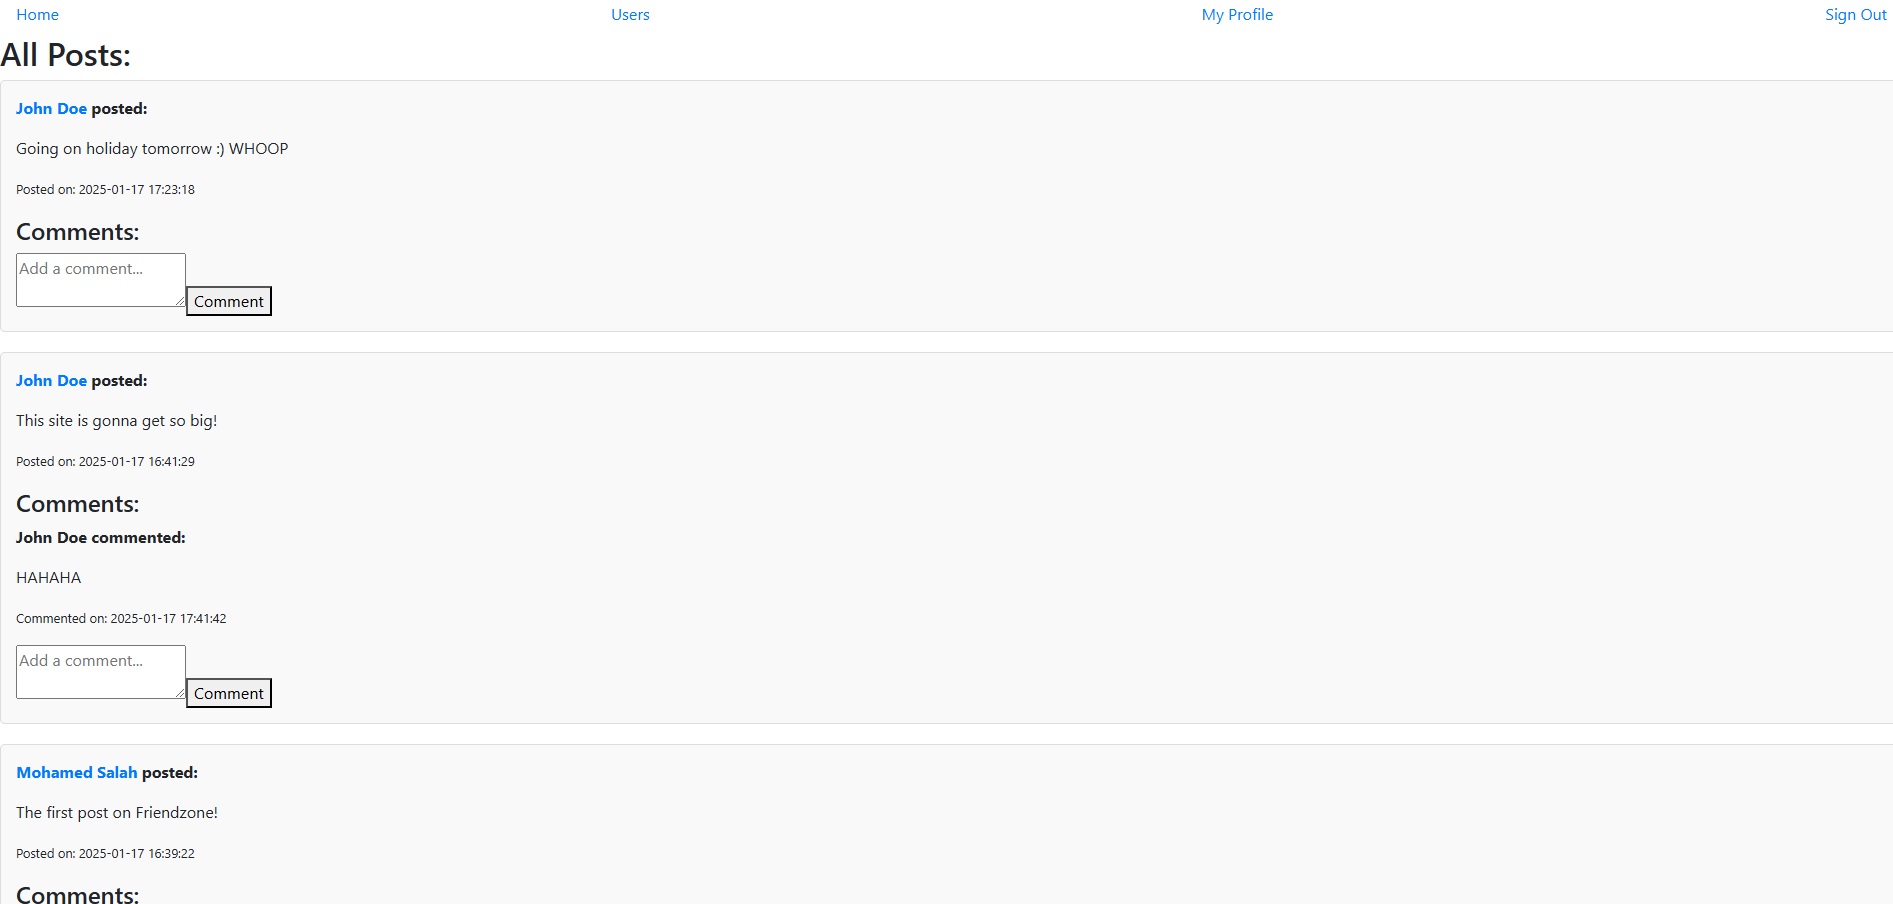 Home Users My Profile Sign Out
All Posts:
John Doe posted:
Going on holiday tomorrow :) WHOOP
Posted on: 2025-01-17 17:23:18
Comments:
Add a comment...
Comment
John Doe posted:
This site is gonna get so big!
Posted on: 2025-01-17 16:41:29
Comments:
John Doe commented:
HAHAHA
Commented on: 2025-01-17 17:41:42
Add a comment...
Comment
Mohamed Salah posted:
The first post on Friendzone!
Posted on: 2025-01-17 16:39:22
Comments: